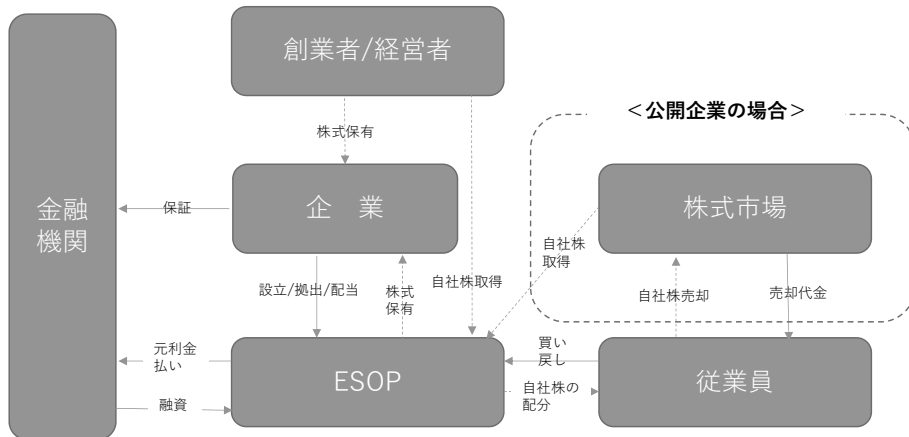 創業者/経営者
＜公開企業の場合＞
株式保有
金融
機関
保証
企　業
株式市場
自社株
取得
設立/拠出/配当
株式
保有
自社株取得
自社株売却
売却代金
元利金
払い
買い
戻し
ESOP
従業員
融資
自社株の
配分